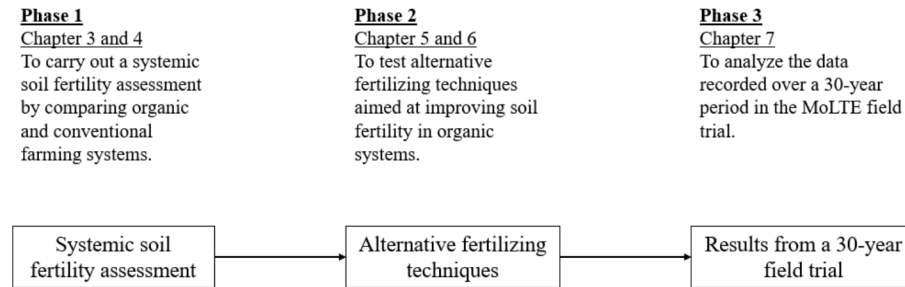 Phase 1
Chapter 3 and 4
To carry out a systemic
soil fertility assessment
by comparing organic
and conventional
farming systems.
Phase 2
Chapter 5 and 6
To test alternative
fertilizing techniques
aimed at improving soil
fertility in organic
systems.
Phase 3
Chapter 7
To analyze the data
recorded over a 30-year
period in the MoLTE field
trial.
Systemic soil
fertility assessment
Alternative fertilizing
techniques
Results from a 30-year
field trial